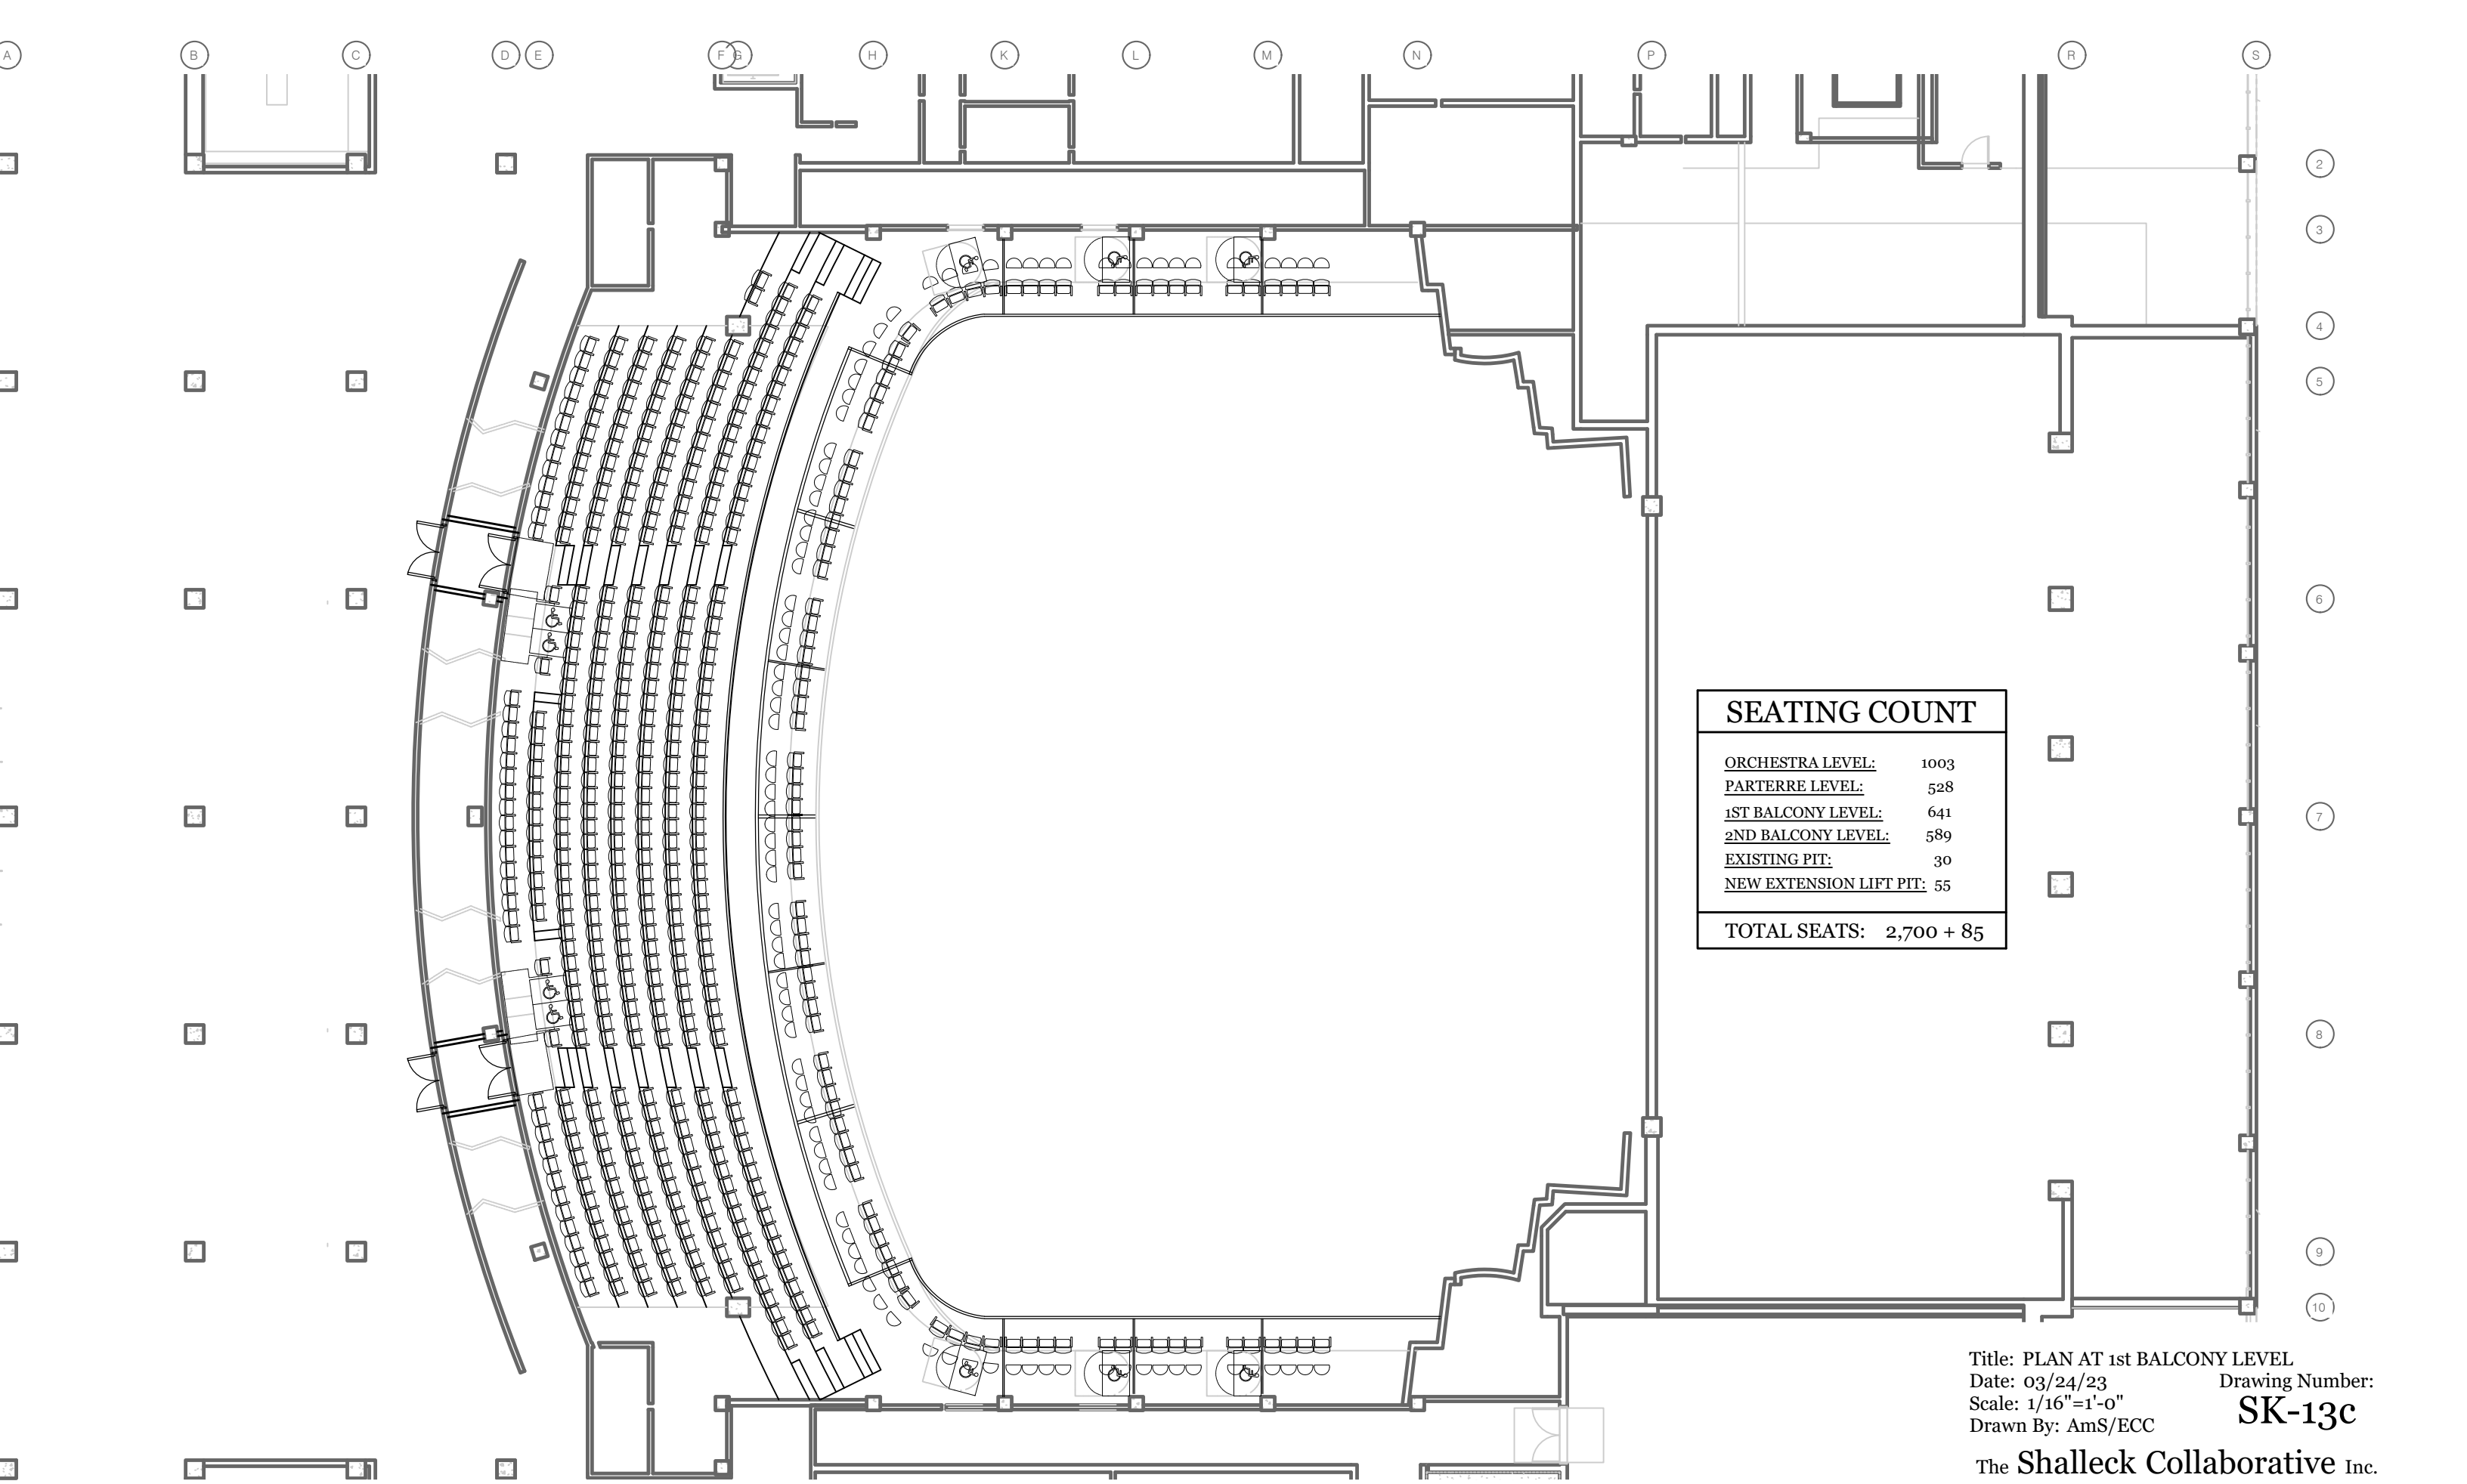 A B C D E F G H K L M N P R S
2
3
4
5
6
7
8
9
10
SEATING COUNT
ORCHESTRA LEVEL: 1003
PARTERRE LEVEL: 528
1ST BALCONY LEVEL: 641
2ND BALCONY LEVEL: 589
EXISTING PIT: 30
NEW EXTENSION LIFT PIT: 55
TOTAL SEATS: 2,700 + 85
Title: PLAN AT 1st BALCONY LEVEL
Date: 03/24/23 Drawing Number:
Scale: 1/16"=1'-0" SK-13c
Drawn By: AmS/ECC
The Shalleck Collaborative Inc.